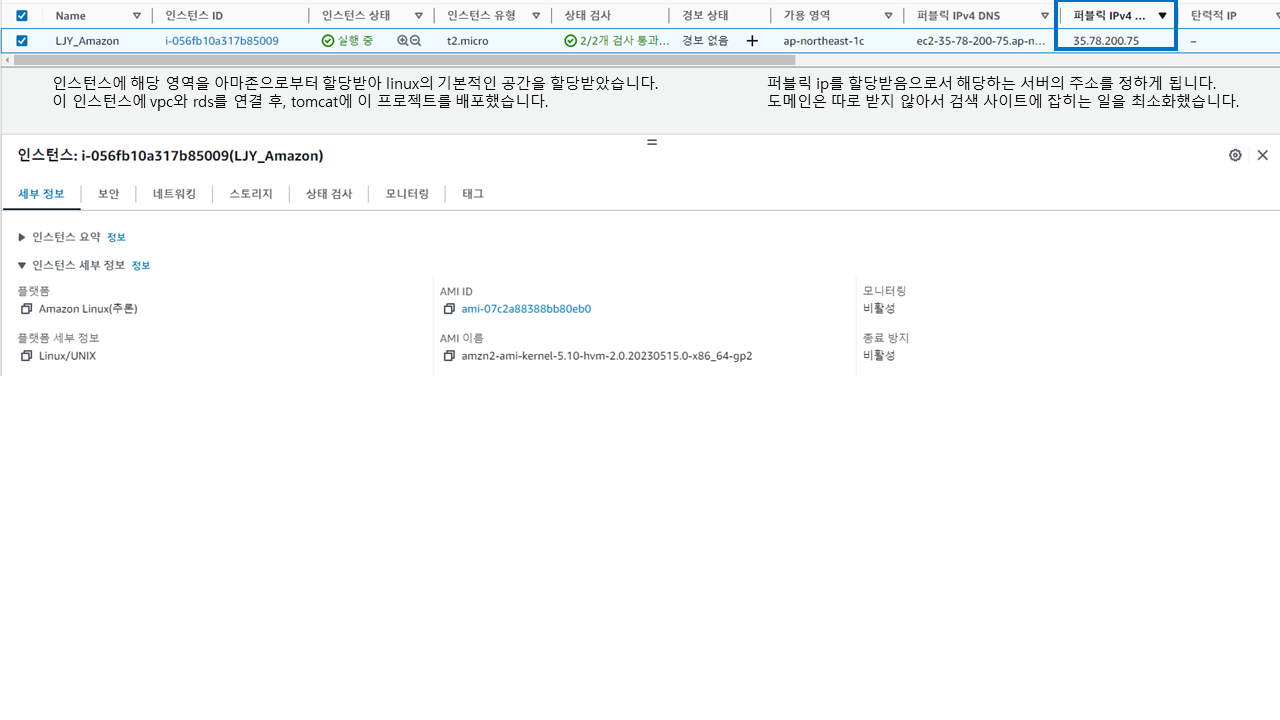 Name 인스턴스 ID 인스턴스 상태 인스턴스 유형 상태 검사 경보 상태 가용 영역 퍼블릭 IPv4 DNS 퍼블릭 IPv4 ... 탄력적 IP
LJY_Amazon i-056fb10a317b85009 실행 중 t2.micro 2/2개 검사 통과... 경보 없음 + ap-northeast-1c ec2-35-78-200-75.ap-n... 35.78.200.75 –
인스턴스에 해당 영역을 아마존으로부터 할당받아 linux의 기본적인 공간을 할당받았습니다.
이 인스턴스에 vpc와 rds를 연결 후, tomcat에 이 프로젝트를 배포했습니다.
퍼블릭 ip를 할당받음으로서 해당하는 서버의 주소를 정하게 됩니다.
도메인은 따로 받지 않아서 검색 사이트에 잡히는 일을 최소화했습니다.
인스턴스: i-056fb10a317b85009(LJY_Amazon)
세부 정보 보안 네트워킹 스토리지 상태 검사 모니터링 태그
인스턴스 요약 정보
인스턴스 세부 정보 정보
플랫폼
Amazon Linux(추론)
플랫폼 세부 정보
Linux/UNIX
AMI ID
ami-07c2a88388bb80eb0
AMI 이름
amzn2-ami-kernel-5.10-hvm-2.0.20230515.0-x86_64-gp2
모니터링
비활성
종료 방지
비활성